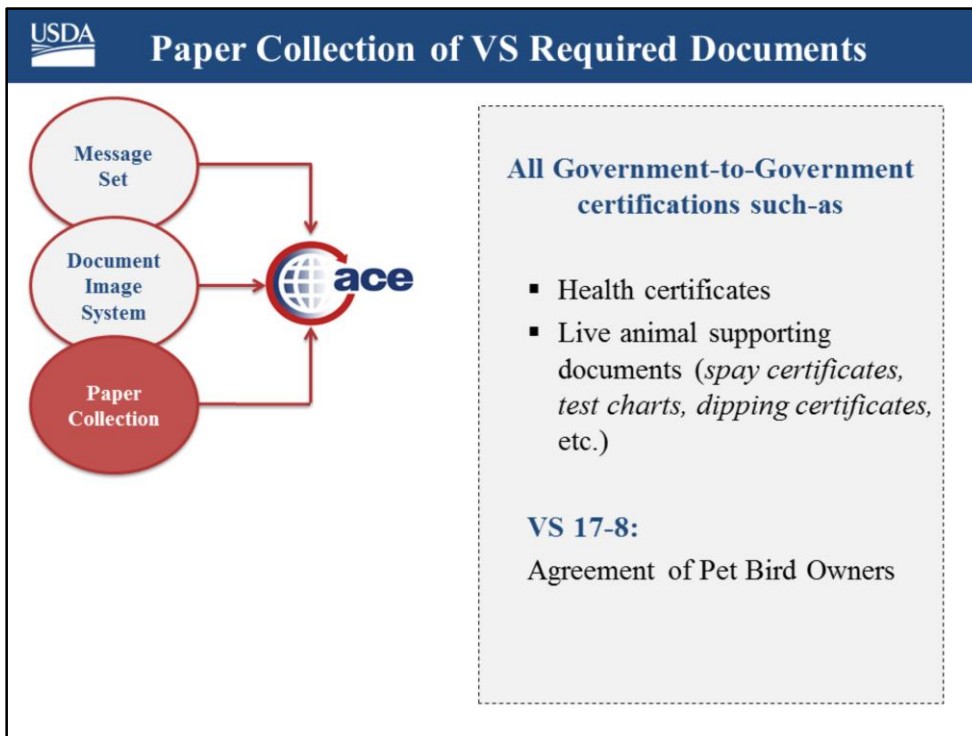 USDA
Paper Collection of VS Required Documents
Message
Set
Document
Image
System
Paper
Collection
ace
All Government-to-Government
certifications such-as
▪ Health certificates
▪ Live animal supporting
documents (spay certificates,
test charts, dipping certificates,
etc.)
VS 17-8:
Agreement of Pet Bird Owners